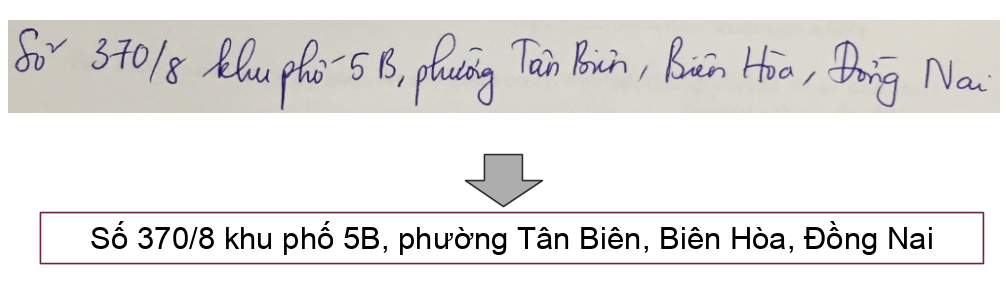 Số 370/8 khu phố 5B, phường Tân Biên, Biên Hòa, Đồng Nai
Số 370/8 khu phố 5B, phường Tân Biên, Biên Hòa, Đồng Nai